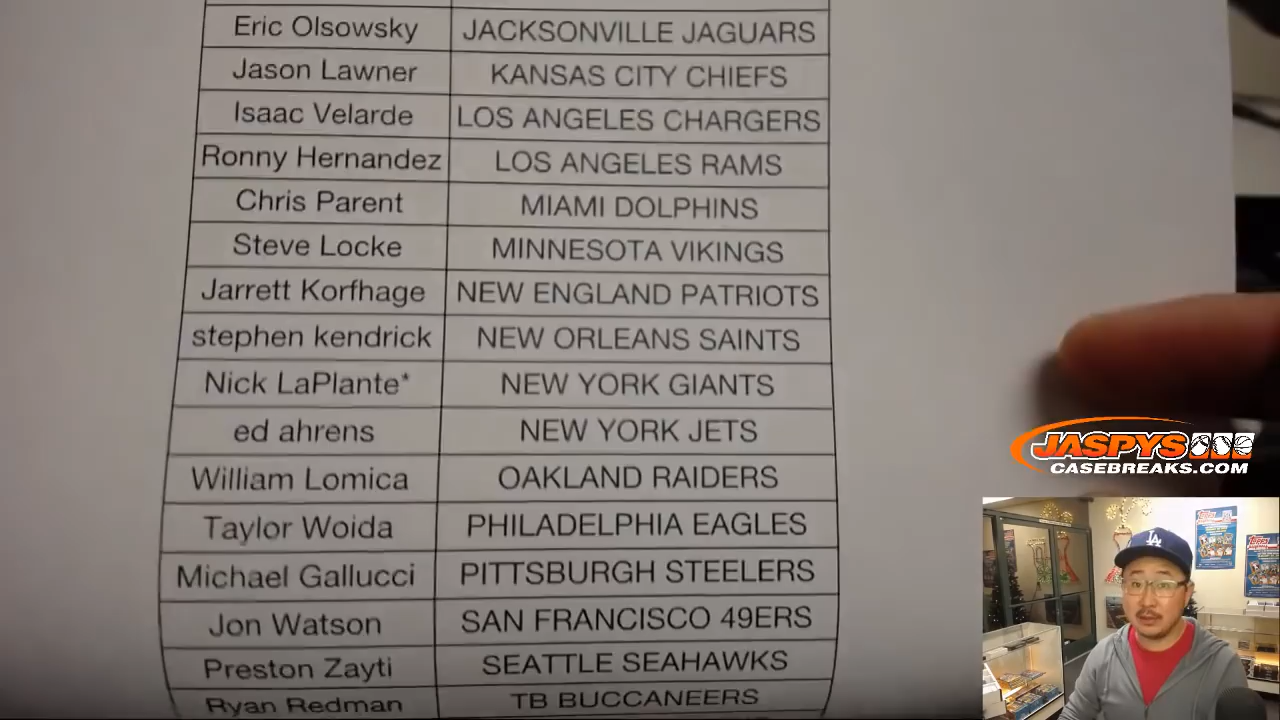 Eric Olsowsky JACKSONVILLE JAGUARS
Jason Lawner KANSAS CITY CHIEFS
Isaac Velarde LOS ANGELES CHARGERS
Ronny Hernandez LOS ANGELES RAMS
Chris Parent MIAMI DOLPHINS
Steve Locke MINNESOTA VIKINGS
Jarrett Korfhage NEW ENGLAND PATRIOTS
stephen kendrick NEW ORLEANS SAINTS
Nick LaPlante* NEW YORK GIANTS
ed ahrens NEW YORK JETS
William Lomica OAKLAND RAIDERS
Taylor Woida PHILADELPHIA EAGLES
Michael Gallucci PITTSBURGH STEELERS
Jon Watson SAN FRANCISCO 49ERS
Preston Zayti SEATTLE SEAHAWKS
Ryan Redman TB BUCCANEERS
JASPYS
CASEBREAKS.COM
LA
TOPPS